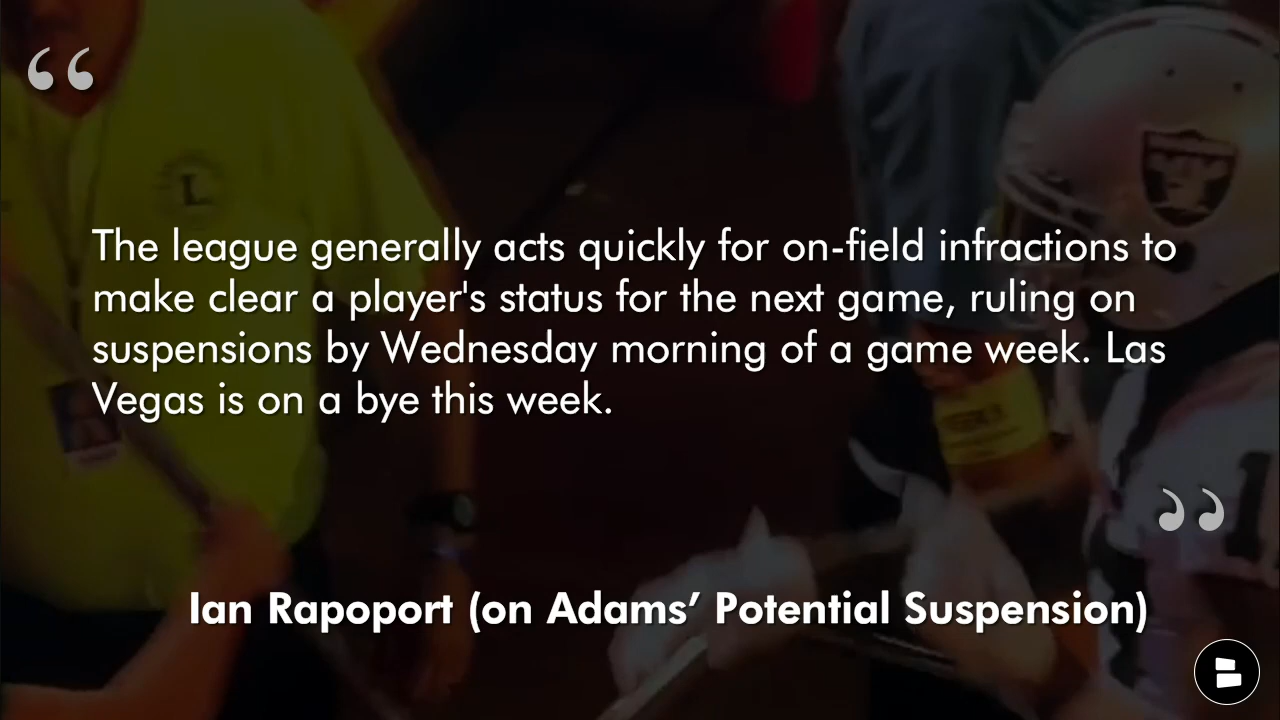 “
The league generally acts quickly for on-field infractions to
make clear a player's status for the next game, ruling on
suspensions by Wednesday morning of a game week. Las
Vegas is on a bye this week.
”
Ian Rapoport (on Adams’ Potential Suspension)
L